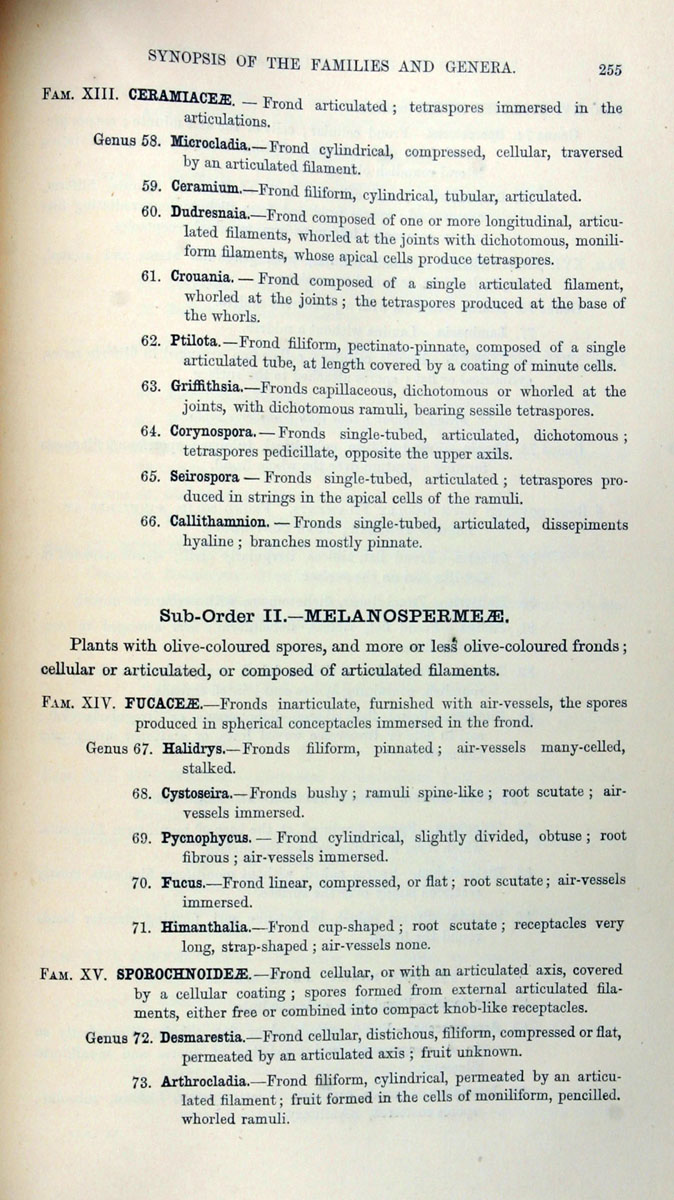 SYNOPSIS OF THE FAMILIES AND GENERA. 255
FAM. XIII. CERAMIACEÆ. — Frond articulated; tetraspores immersed in the
articulations.
Genus 58. Microcladia.—Frond cylindrical, compressed, cellular, traversed
by an articulated filament.
59. Ceramium.—Frond filiform, cylindrical, tubular, articulated.
60. Dudresnaia.—Frond composed of one or more longitudinal, articu-
lated filaments, whorled at the joints with dichotomous, monili-
form filaments, whose apical cells produce tetraspores.
61. Crouania. — Frond composed of a single articulated filament,
whorled at the joints; the tetraspores produced at the base of
the whorls.
62. Ptilota.—Frond filiform, pectinato-pinnate, composed of a single
articulated tube, at length covered by a coating of minute cells.
63. Griffithsia.—Fronds capillaceous, dichotomous or whorled at the
joints, with dichotomous ramuli, bearing sessile tetraspores.
64. Corynospora.—Fronds single-tubed, articulated, dichotomous;
tetraspores pedicillate, opposite the upper axils.
65. Seirospora — Fronds single-tubed, articulated; tetraspores pro-
duced in strings in the apical cells of the ramuli.
66. Callithamnion. — Fronds single-tubed, articulated, dissepiments
hyaline; branches mostly pinnate.
Sub-Order II.—MELANOSPERMEÆ.
Plants with olive-coloured spores, and more or less olive-coloured fronds;
cellular or articulated, or composed of articulated filaments.
FAM. XIV. FUCACEÆ.—Fronds inarticulate, furnished with air-vessels, the spores
produced in spherical conceptacles immersed in the frond.
Genus 67. Halidrys.—Fronds filiform, pinnated; air-vessels many-celled,
stalked.
68. Cystoseira.—Fronds bushy; ramuli spine-like; root scutate; air-
vessels immersed.
69. Pycnophycus. — Frond cylindrical, slightly divided, obtuse; root
fibrous; air-vessels immersed.
70. Fucus.—Frond linear, compressed, or flat; root scutate; air-vessels
immersed.
71. Himanthalia.—Frond cup-shaped; root scutate; receptacles very
long, strap-shaped; air-vessels none.
FAM. XV. SPOROCHNOIDEÆ.—Frond cellular, or with an articulated axis, covered
by a cellular coating; spores formed from external articulated fila-
ments, either free or combined into compact knob-like receptacles.
Genus 72. Desmarestia.—Frond cellular, distichous, filiform, compressed or flat,
permeated by an articulated axis; fruit unknown.
73. Arthrocladia.—Frond filiform, cylindrical, permeated by an articu-
lated filament; fruit formed in the cells of moniliform, pencilled.
whorled ramuli.